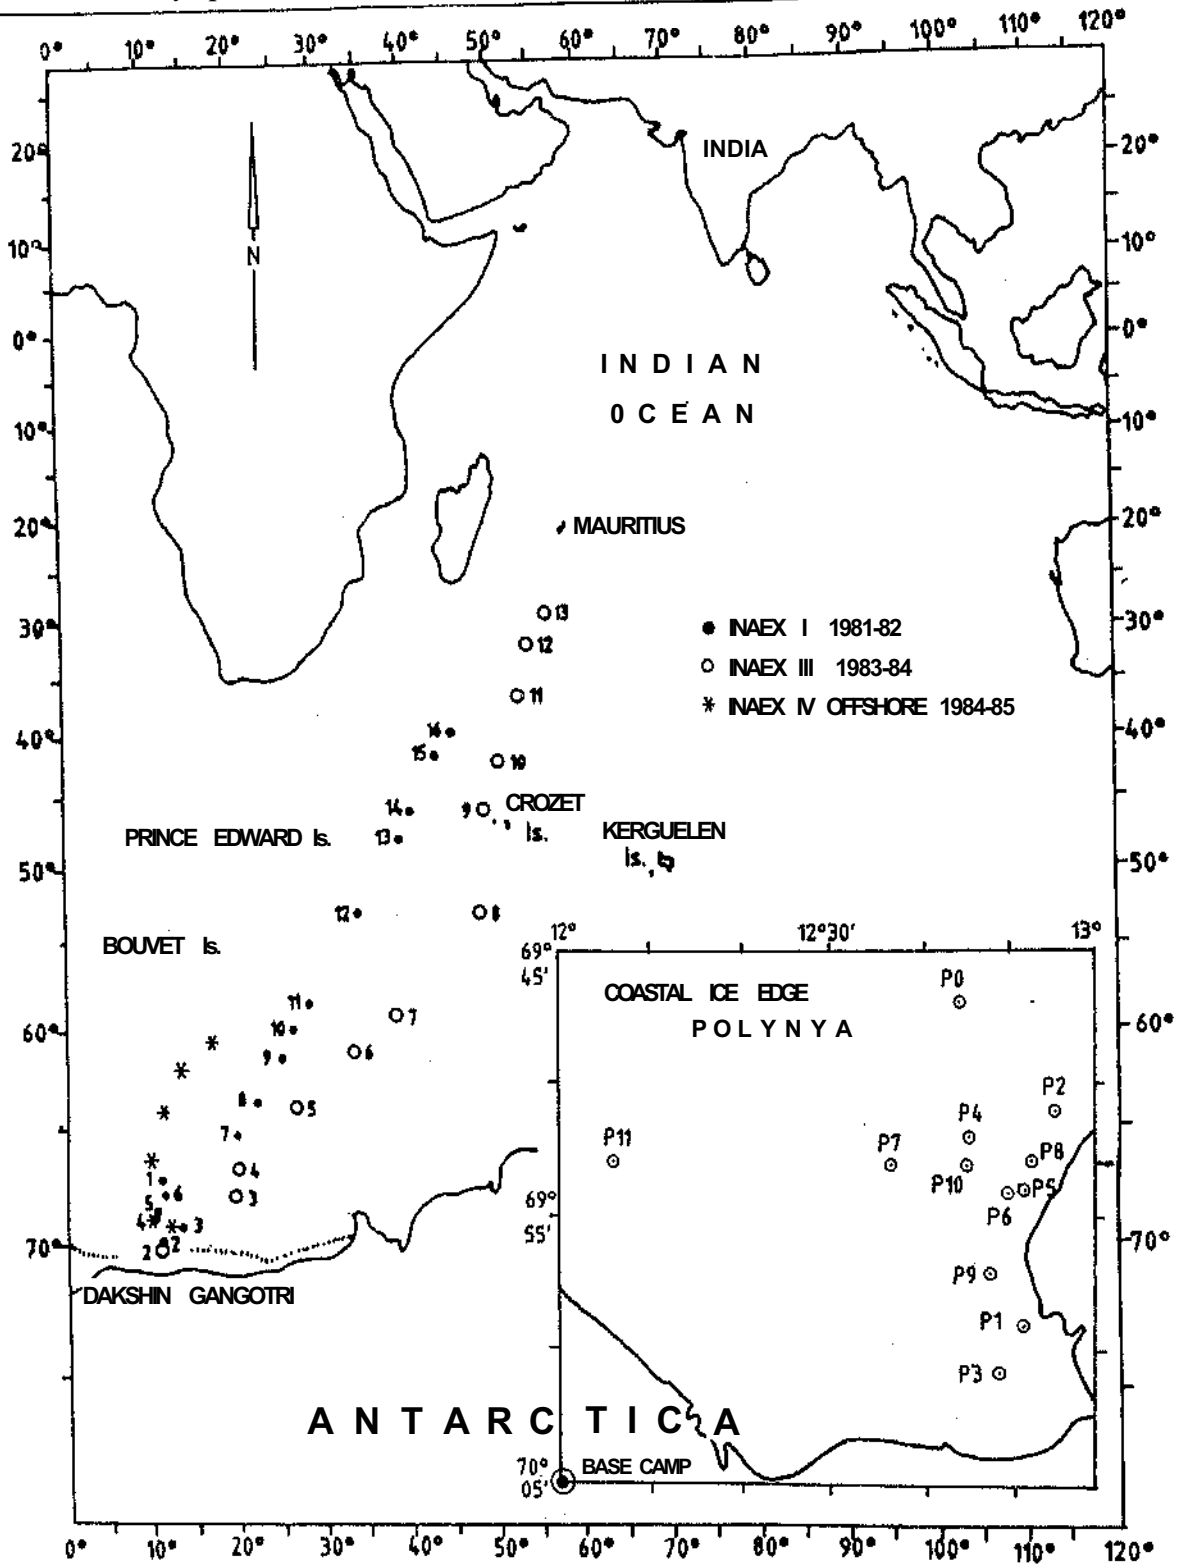 0° 10° 20° 30° 40° 50° 60° 70° 80° 90° 100° 110° 120°
20° INDIA 20°
10° 10°
N
0° 0°
INDIAN
OCEAN
10° 10°
20° MAURITIUS 20°
13
30° INAEX I 1981-82 30°
12
INAEX III 1983-84
11
* INAEX IV OFFSHORE 1984-85
16
40° 15 10 40°
14 9 CROZET
Is.
PRINCE EDWARD Is. 13 KERGUELEN
Is.
50° 50°
12 8
BOUVET Is.
12° 12°30' 13°
69°
45'
COASTAL ICE EDGE
POLYNYA
P0
11 7
60° 10 60°
9 6
8 5
P2
7 P4
P11 P7 P8
4 P10 P5
1 6 3 P6
5 69°
55'
4 3
2 2
70° 70°
P9
DAKSHIN GANGOTRI
P1
P3
ANTARCTICA
70°
05'
BASE CAMP
0° 10° 20° 30° 40° 50° 60° 70° 80° 90° 100° 110° 120°